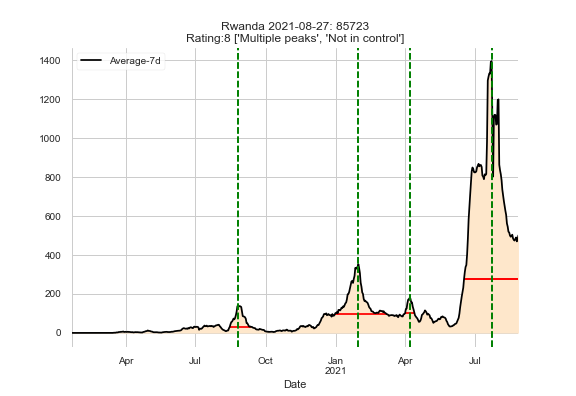 Rwanda 2021-08-27: 85723
Rating:8 ['Multiple peaks', 'Not in control']
Average-7d
1400
1200
1000
800
600
400
200
0
Apr
Jul
Oct
Jan
2021
Apr
Jul
Date